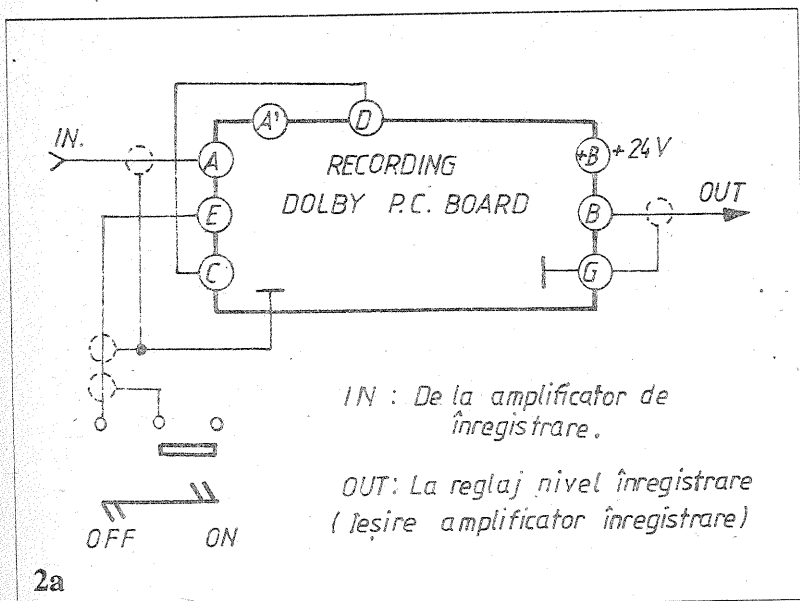 A'
D
IN.
A
RECORDING
+B +24V
E
DOLBY P.C. BOARD
B
OUT
C
G
IN : De la amplificator de
înregistrare.
OUT: La reglaj nivel înregistrare
(Ieșire amplificator înregistrare)
OFF ON
2a